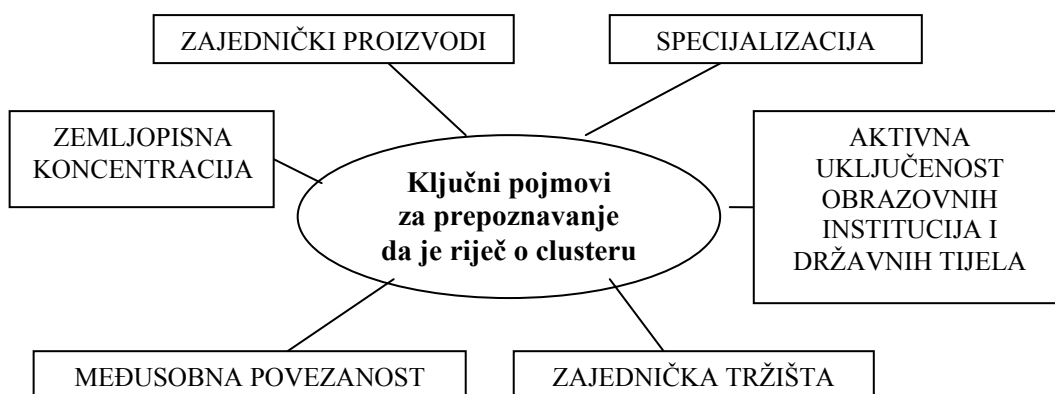 ZAJEDNIČKI PROIZVODI
SPECIJALIZACIJA
ZEMLJOPISNA
KONCENTRACIJA
Ključni pojmovi
za prepoznavanje
da je riječ o clusteru
AKTIVNA
UKLJUČENOST
OBRAZOVNIH
INSTITUCIJA I
DRŽAVNIH TIJELA
MEĐUSOBNA POVEZANOST
ZAJEDNIČKA TRŽIŠTA